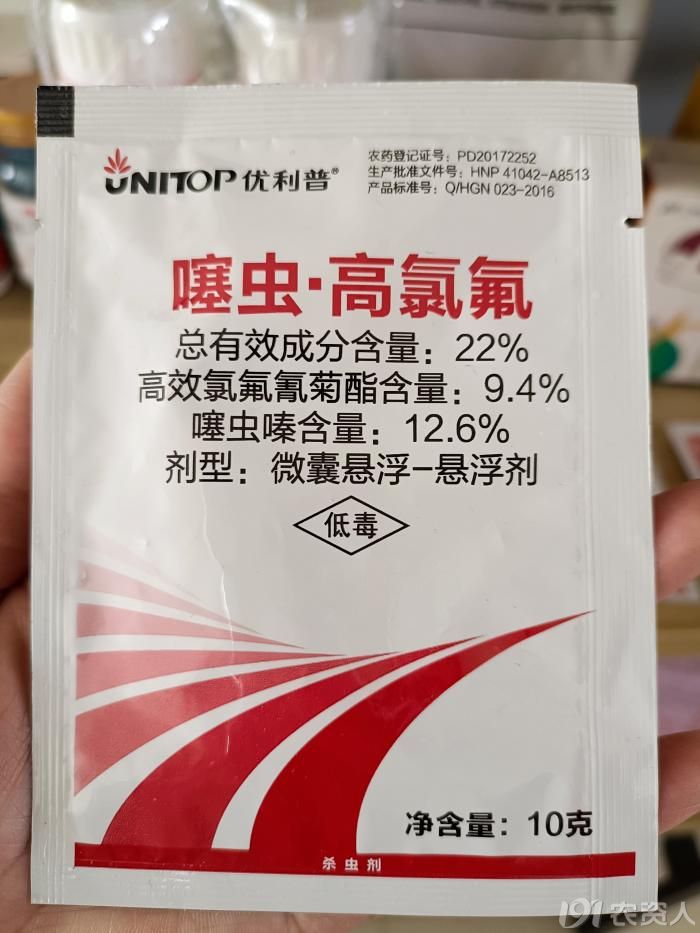 UNITOP 优利普®
农药登记证号：PD20172252
生产批准文件号：HNP 41042-A8513
产品标准号：Q/HGN 023-2016
噻虫·高氯氟
总有效成分含量：22%
高效氯氟氰菊酯含量：9.4%
噻虫嗪含量：12.6%
剂型：微囊悬浮-悬浮剂
低毒
净含量：10克
杀虫剂
191农资人